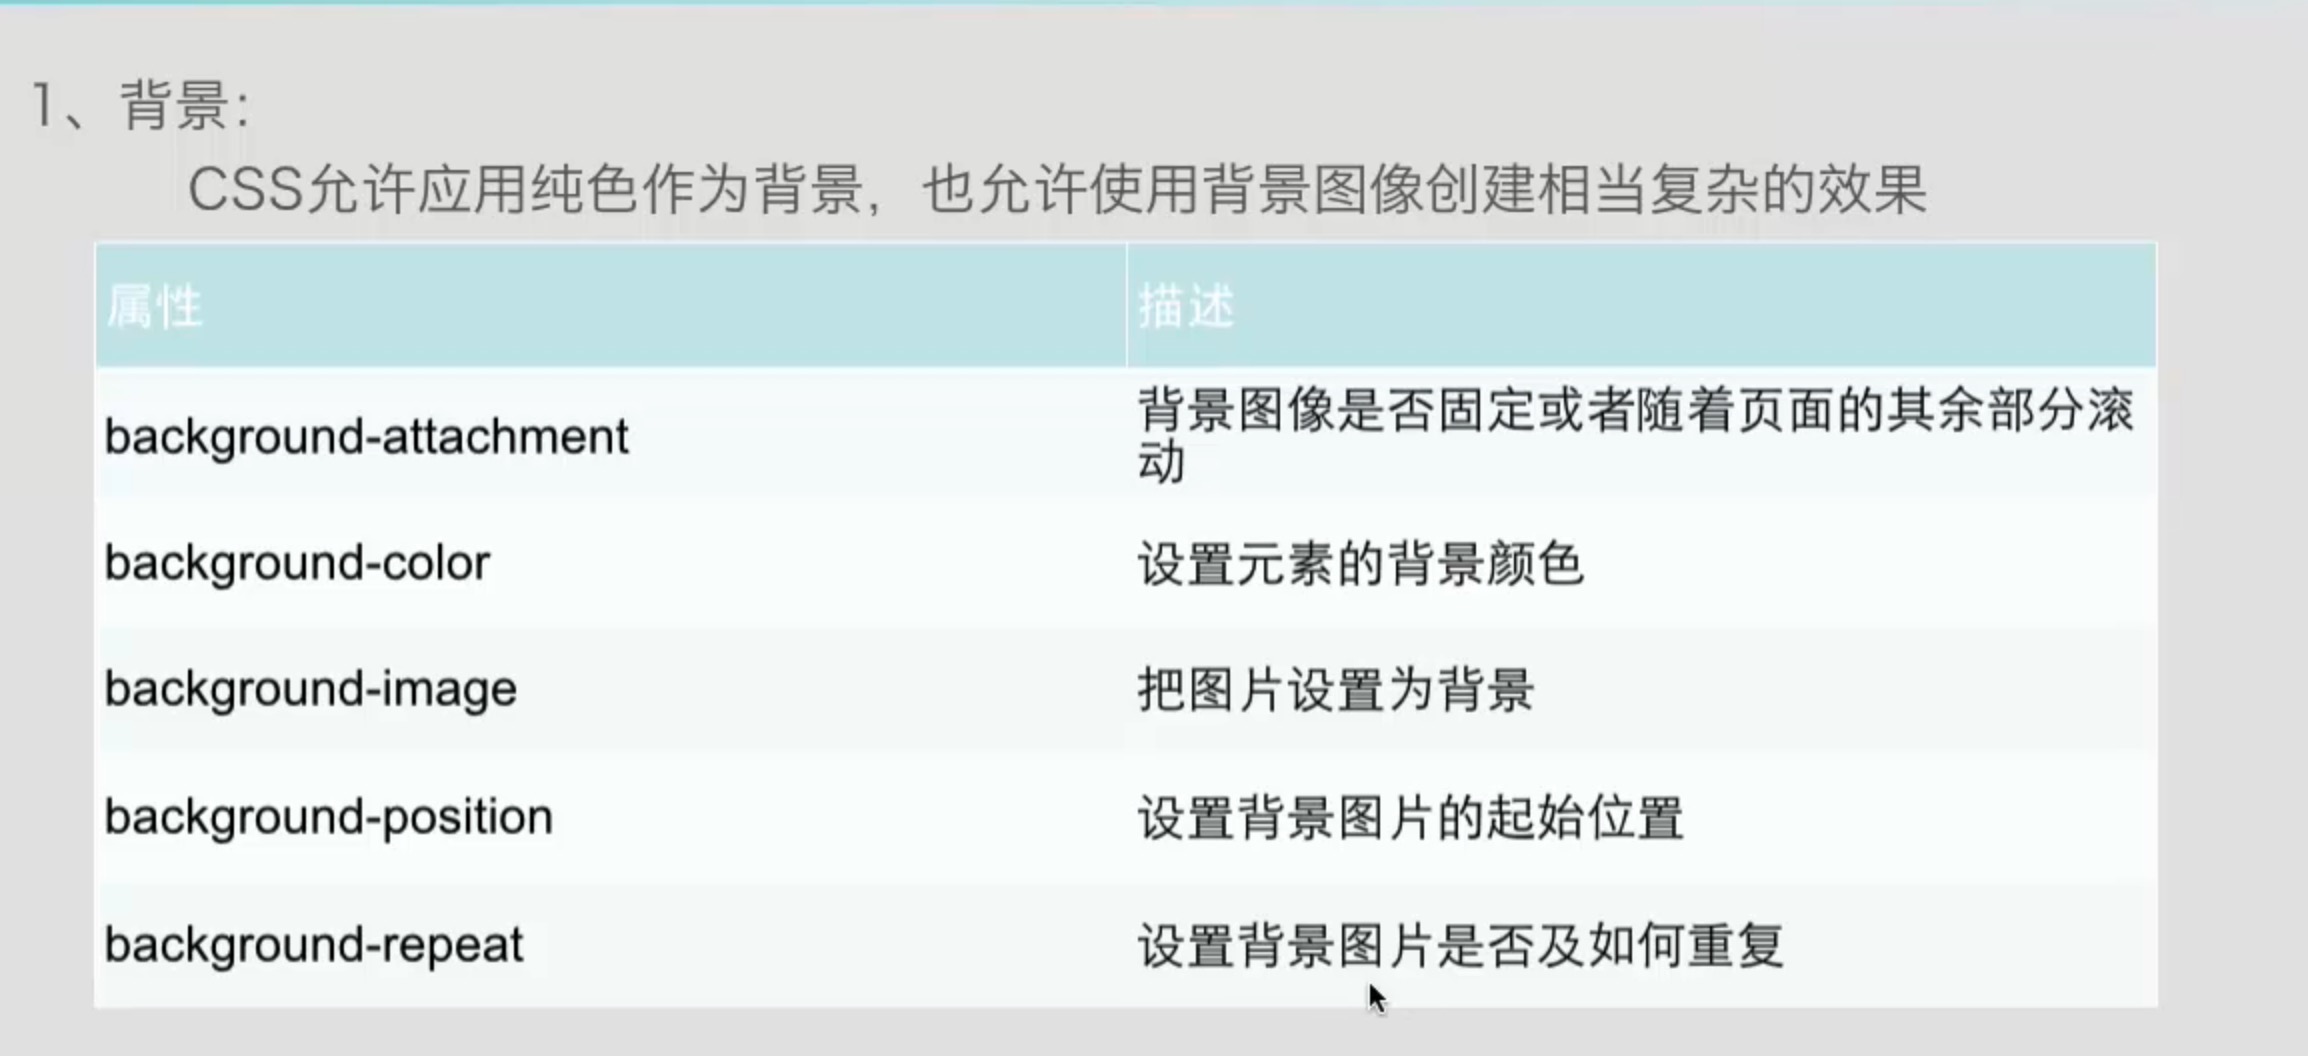 1、背景：
CSS允许应用纯色作为背景，也允许使用背景图像创建相当复杂的效果
属性 描述
background-attachment 背景图像是否固定或者随着页面的其余部分滚
动
background-color 设置元素的背景颜色
background-image 把图片设置为背景
background-position 设置背景图片的起始位置
background-repeat 设置背景图片是否及如何重复